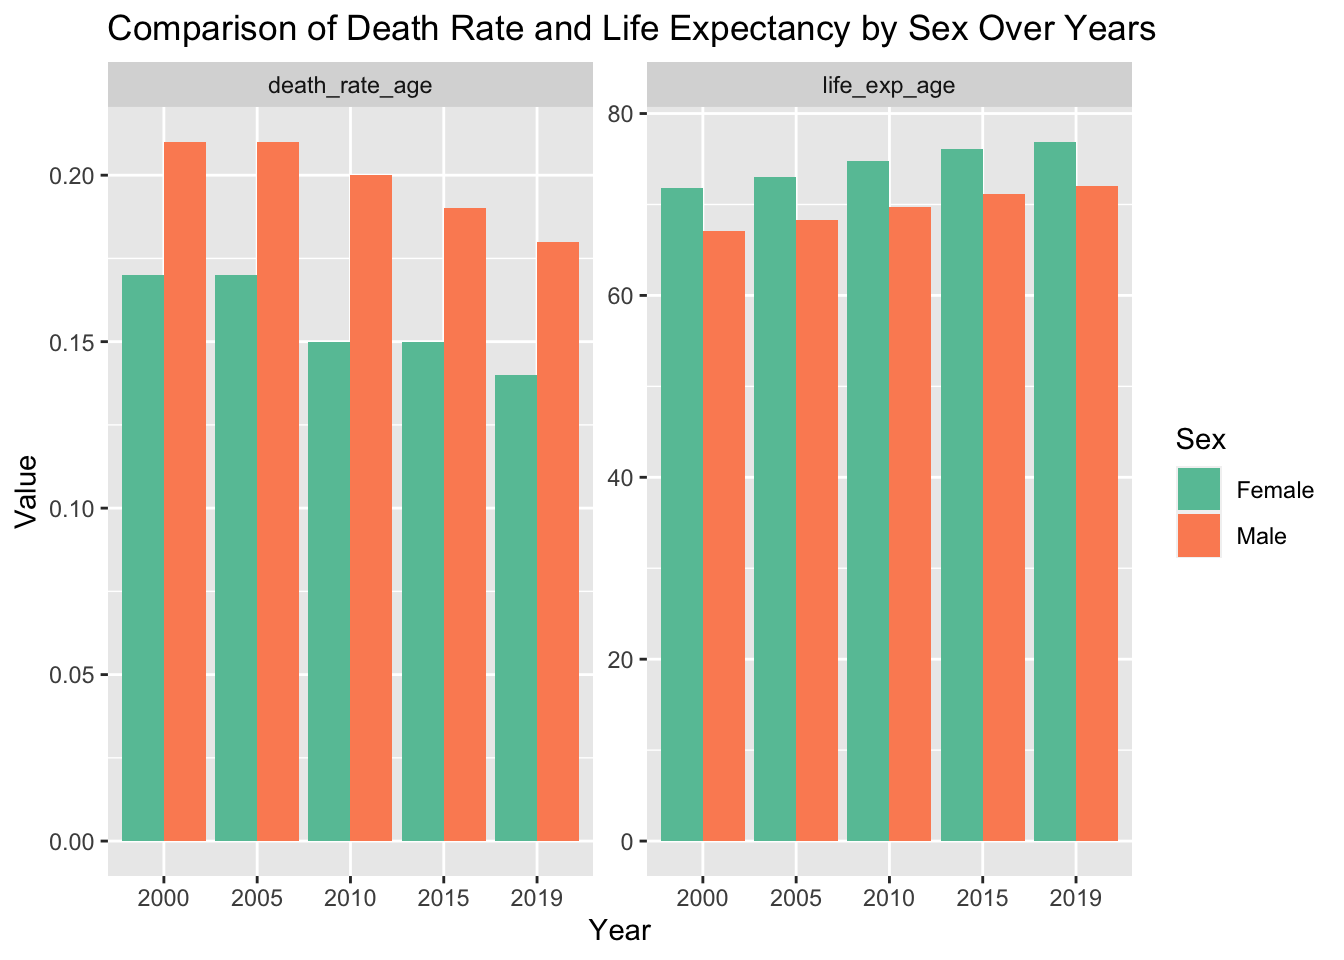 Comparison of Death Rate and Life Expectancy by Sex Over Years
death_rate_age
life_exp_age
0.20
0.15
0.10
0.05
0.00
80
60
40
20
0
2000 2005 2010 2015 2019
2000 2005 2010 2015 2019
Value
Year
Sex
Female
Male